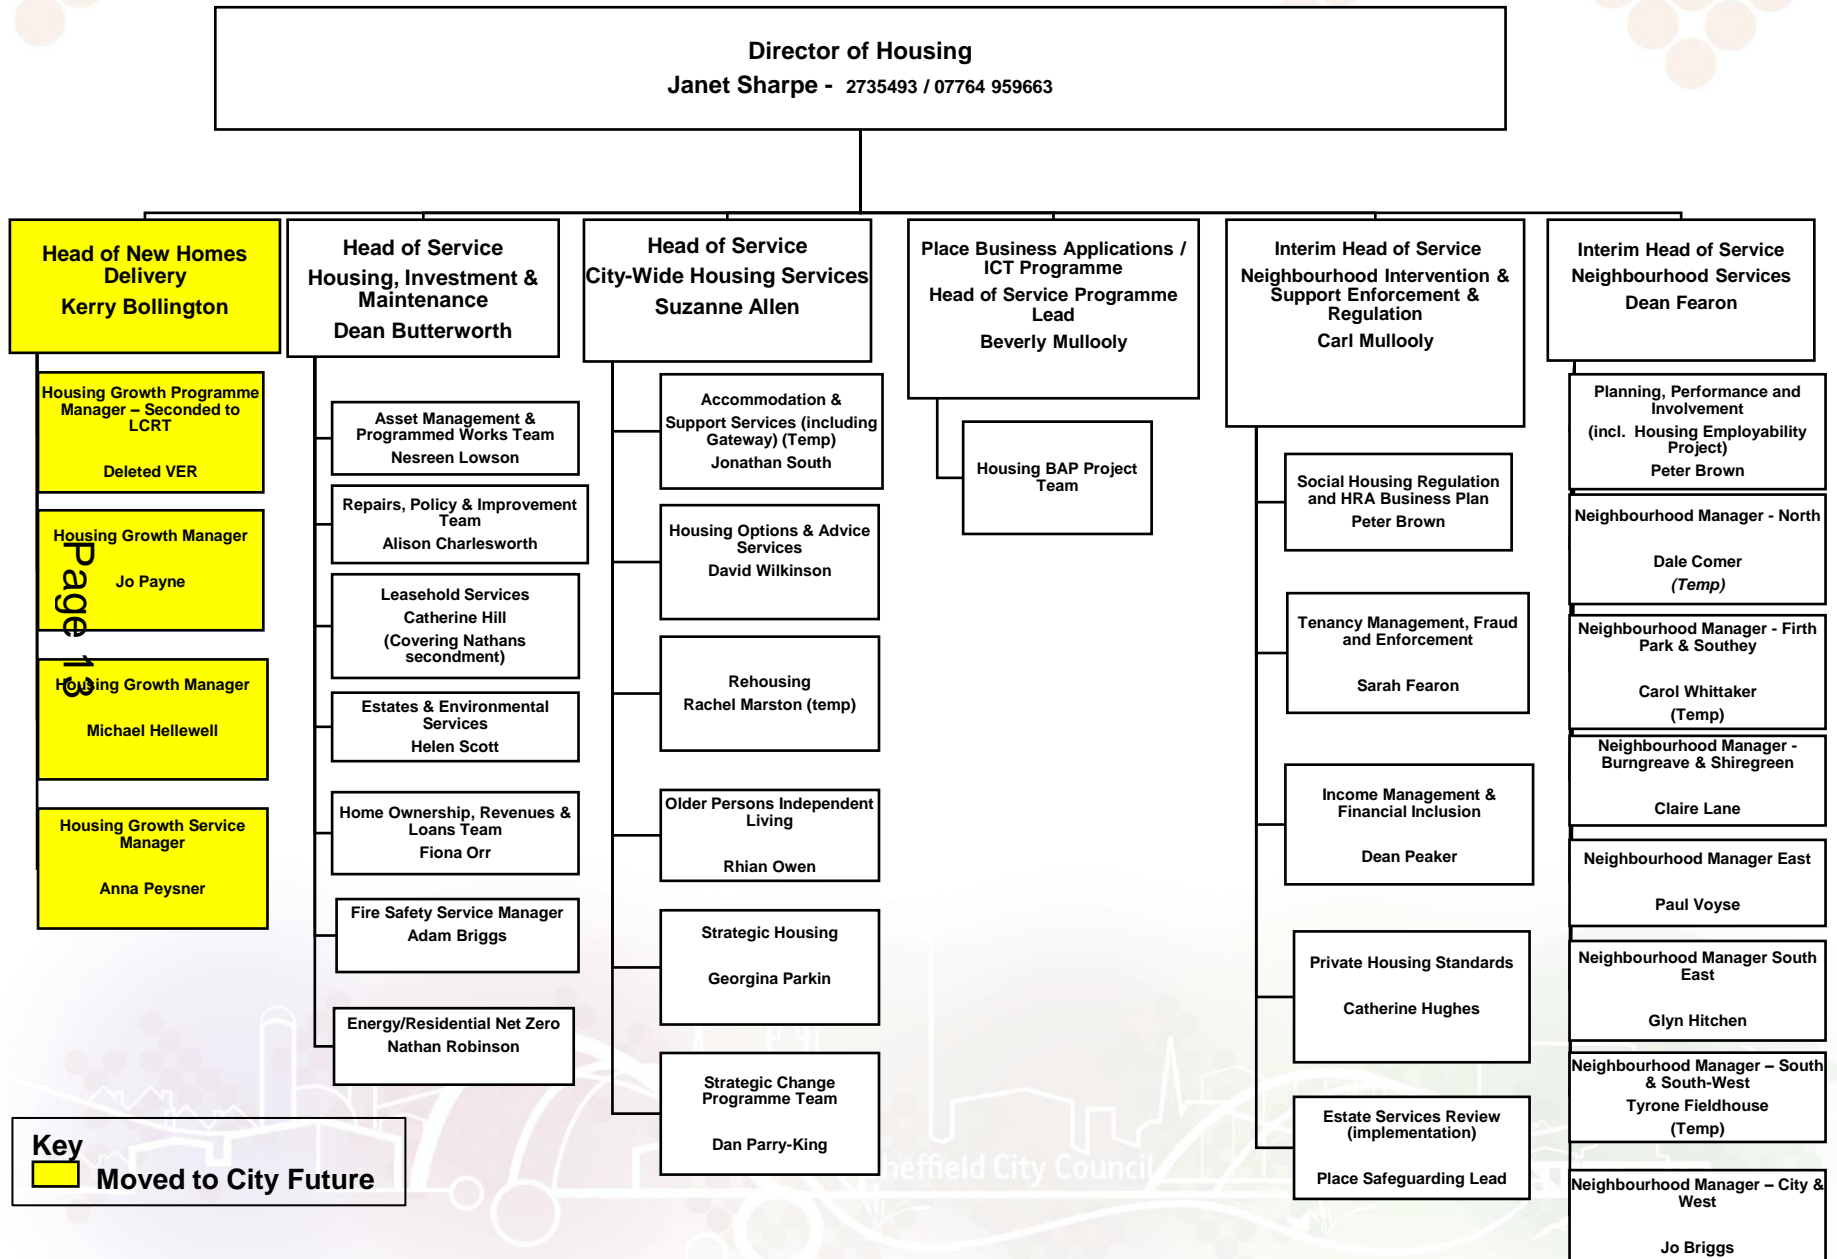 Director of Housing
Janet Sharpe - 2735493 / 07764 959663
Head of New Homes
Delivery
Kerry Bollington
Housing Growth Programme
Manager – Seconded to
LCRT
Deleted VER
Housing Growth Manager
Jo Payne
Housing Growth Manager
Michael Hellewell
Housing Growth Service
Manager
Anna Peysner
Page 13
Head of Service
Housing, Investment &
Maintenance
Dean Butterworth
Asset Management &
Programmed Works Team
Nesreen Lowson
Repairs, Policy & Improvement
Team
Alison Charlesworth
Leasehold Services
Catherine Hill
(Covering Nathans
secondment)
Estates & Environmental
Services
Helen Scott
Home Ownership, Revenues &
Loans Team
Fiona Orr
Fire Safety Service Manager
Adam Briggs
Energy/Residential Net Zero
Nathan Robinson
Head of Service
City-Wide Housing Services
Suzanne Allen
Accommodation &
Support Services (including
Gateway) (Temp)
Jonathan South
Housing Options & Advice
Services
David Wilkinson
Rehousing
Rachel Marston (temp)
Older Persons Independent
Living
Rhian Owen
Strategic Housing
Georgina Parkin
Strategic Change
Programme Team
Dan Parry-King
Place Business Applications /
ICT Programme
Head of Service Programme
Lead
Beverly Mullooly
Housing BAP Project
Team
Interim Head of Service
Neighbourhood Intervention &
Support Enforcement &
Regulation
Carl Mullooly
Social Housing Regulation
and HRA Business Plan
Peter Brown
Tenancy Management, Fraud
and Enforcement
Sarah Fearon
Income Management &
Financial Inclusion
Dean Peaker
Private Housing Standards
Catherine Hughes
Estate Services Review
(implementation)
Place Safeguarding Lead
Interim Head of Service
Neighbourhood Services
Dean Fearon
Planning, Performance and
Involvement
(incl. Housing Employability
Project)
Peter Brown
Neighbourhood Manager - North
Dale Comer
(Temp)
Neighbourhood Manager - Firth
Park & Southey
Carol Whittaker
(Temp)
Neighbourhood Manager -
Burngreave & Shiregreen
Claire Lane
Neighbourhood Manager East
Paul Voyse
Neighbourhood Manager South
East
Glyn Hitchen
Neighbourhood Manager – South
& South-West
Tyrone Fieldhouse
(Temp)
Neighbourhood Manager – City &
West
Jo Briggs
Key
Moved to City Future
heffield City Council